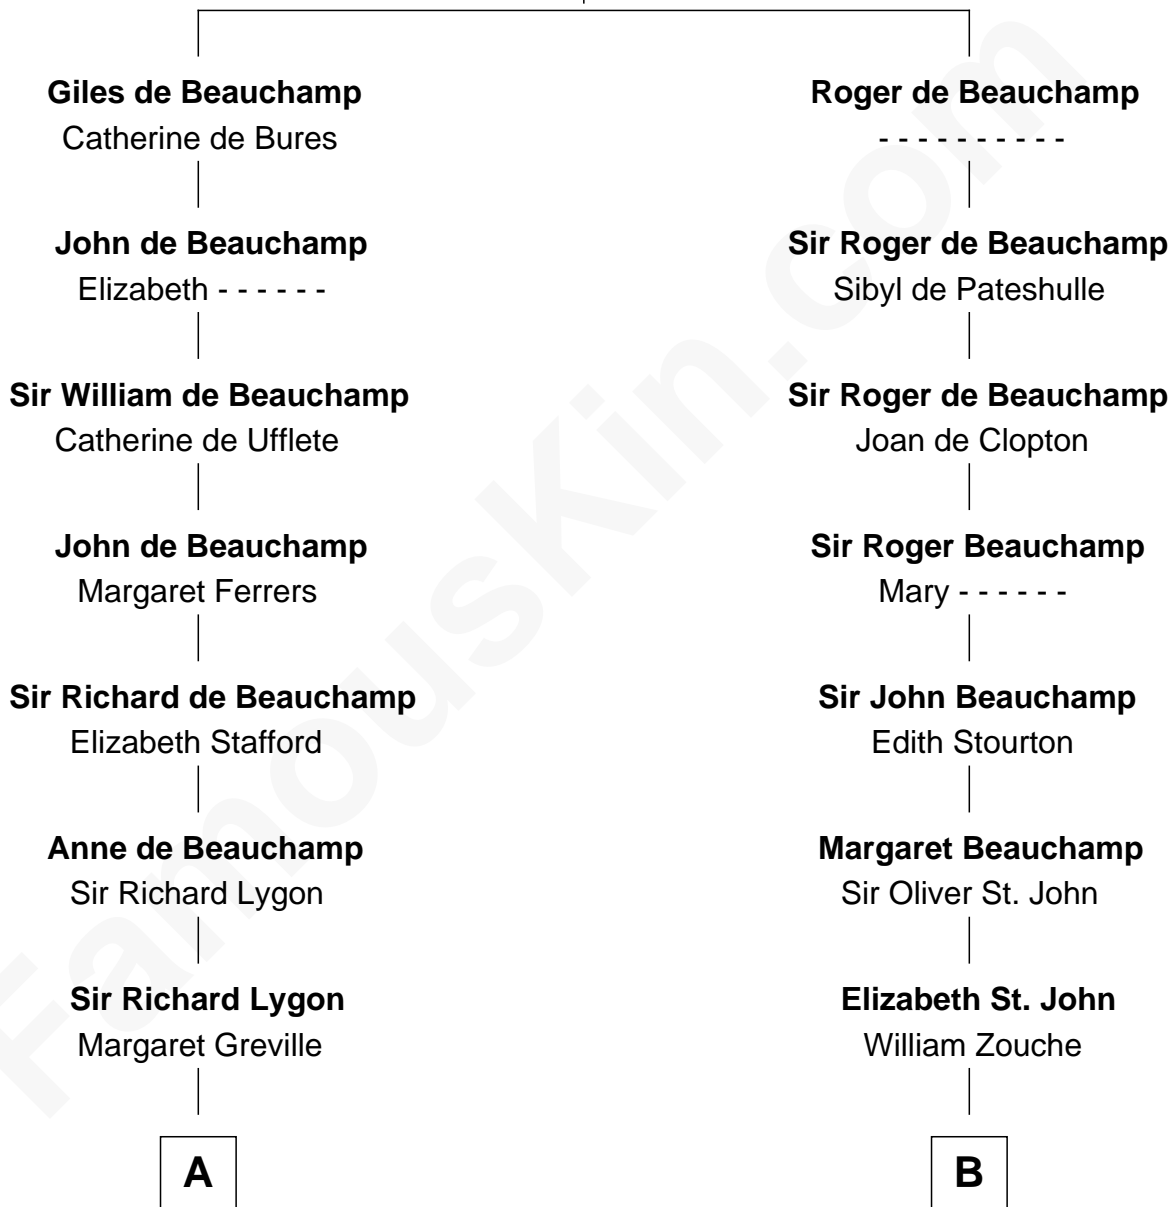 Giles de Beauchamp
Catherine de Bures
John de Beauchamp
Elizabeth - - - - - -
Sir William de Beauchamp
Catherine de Ufflete
John de Beauchamp
Margaret Ferrers
Sir Richard de Beauchamp
Elizabeth Stafford
Anne de Beauchamp
Sir Richard Lygon
Sir Richard Lygon
Margaret Greville
A
Roger de Beauchamp
- - - - - - - - - -
Sir Roger de Beauchamp
Sibyl de Pateshulle
Sir Roger de Beauchamp
Joan de Clopton
Sir Roger Beauchamp
Mary - - - - - -
Sir John Beauchamp
Edith Stourton
Margaret Beauchamp
Sir Oliver St. John
Elizabeth St. John
William Zouche
B
FamousKin.com